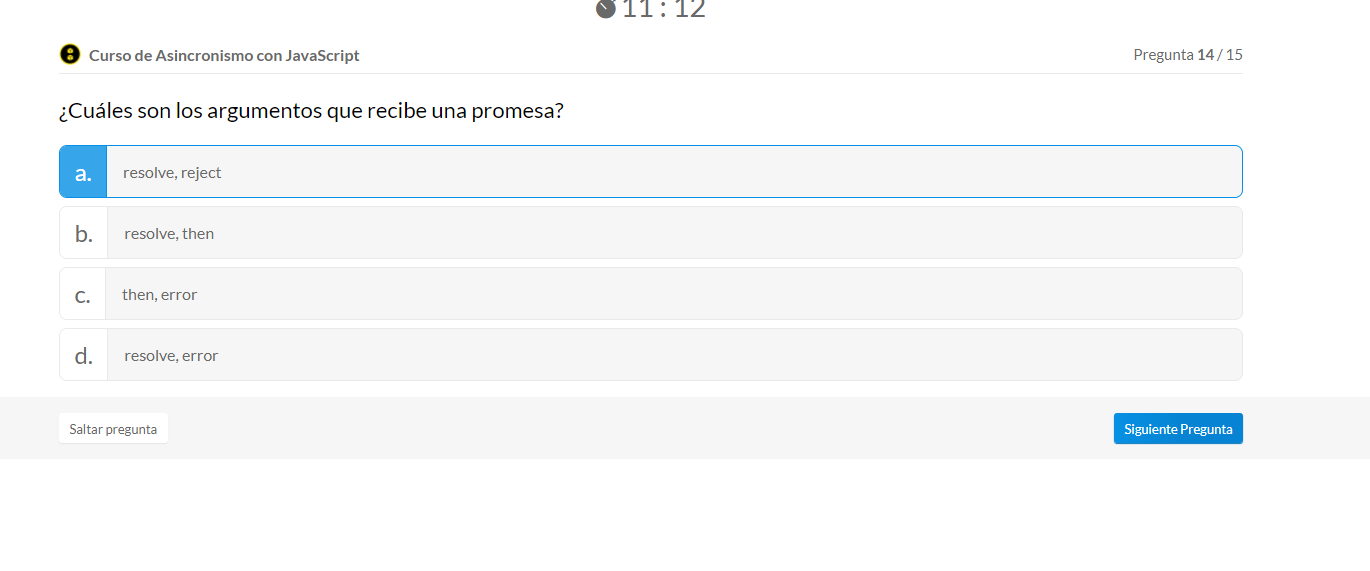 11 : 12
Curso de Asincronismo con JavaScript
Pregunta 14 / 15
¿Cuáles son los argumentos que recibe una promesa?
a. resolve, reject
b. resolve, then
c. then, error
d. resolve, error
Saltar pregunta
Siguiente Pregunta